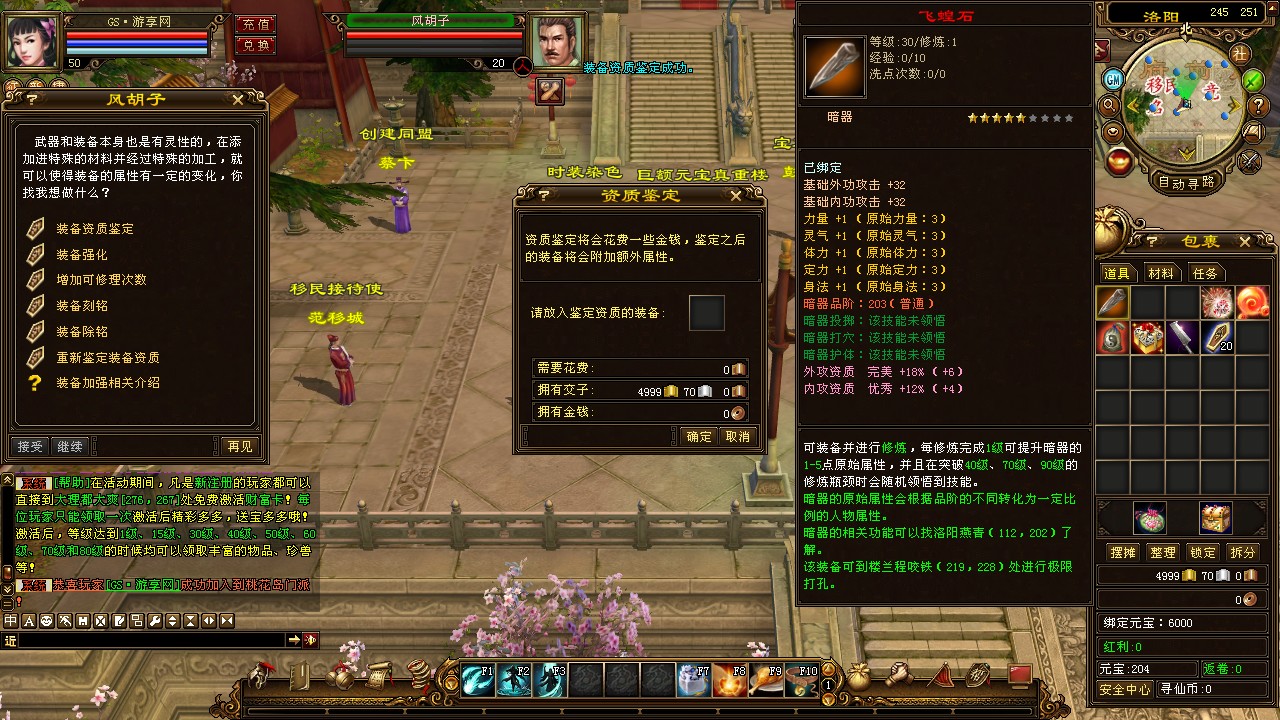 GS·游享网
50
充值
兑换
风胡子
20
装备资质鉴定成功。
风胡子
武器和装备本身也是有灵性的，在添
加进特殊的材料并经过特殊的加工，就
可以使得装备的属性有一定的变化，你
找我想做什么？
装备资质鉴定
装备强化
增加可修理次数
装备刻铭
装备除铭
重新鉴定装备资质
装备加强相关介绍
接受
继续
再见
创建同盟
蔡卞
移民接待使
范移城
时装染色
巨额元宝真重楼
宝
资质鉴定
资质鉴定将会花费一些金钱，鉴定之后
的装备将会附加额外属性。
请放入鉴定资质的装备：
需要花费： 0
拥有交子： 4999 70 0
拥有金钱： 0
确定 取消
飞蝗石
等级:30/修炼:1
经验:0/10
洗点次数:0/0
暗器
已绑定
基础外功攻击 +32
基础内功攻击 +32
力量 +1 (原始力量：3)
灵气 +1 (原始灵气：3)
体力 +1 (原始体力：3)
定力 +1 (原始定力：3)
身法 +1 (原始身法：3)
暗器品阶：203(普通)
暗器投掷：该技能未领悟
暗器打穴：该技能未领悟
暗器护体：该技能未领悟
外攻资质 完美 +18% (+6)
内攻资质 优秀 +12% (+4)
可装备并进行修炼，每修炼完成1级可提升暗器的
1-5点原始属性，并且在突破40级、70级、90级的
修炼瓶颈时会随机领悟到技能。
暗器的原始属性会根据品阶的不同转化为一定比
例的人物属性。
暗器的相关功能可以找洛阳燕青(112，202)了
解。
该装备可到楼兰程咬铁(219，228)处进行极限
打孔。
洛阳
245 251
北
社
GM
自动寻路
包裹
道具
材料
任务
20
摆摊
整理
锁定
拆分
4999 70 0
0
绑定元宝：6000
红利:0
元宝:204
返卷:0
安全中心
寻仙币:0
[帮助]在活动期间，凡是新注册的玩家都可以
直接到大理都大爽[276，267]处免费激活财富卡！每
位玩家只能领取一次激活后精彩多多，送宝多多哦！
激活后，等级达到1级、15级、30级、40级、50级、60
级、70级和80级的时候均可以领取丰富的物品、珍兽
等！
恭喜玩家[GS·游享网]成功加入到桃花岛门派
！
近
F1 F2 F3 F7 F8 F9 F10
1